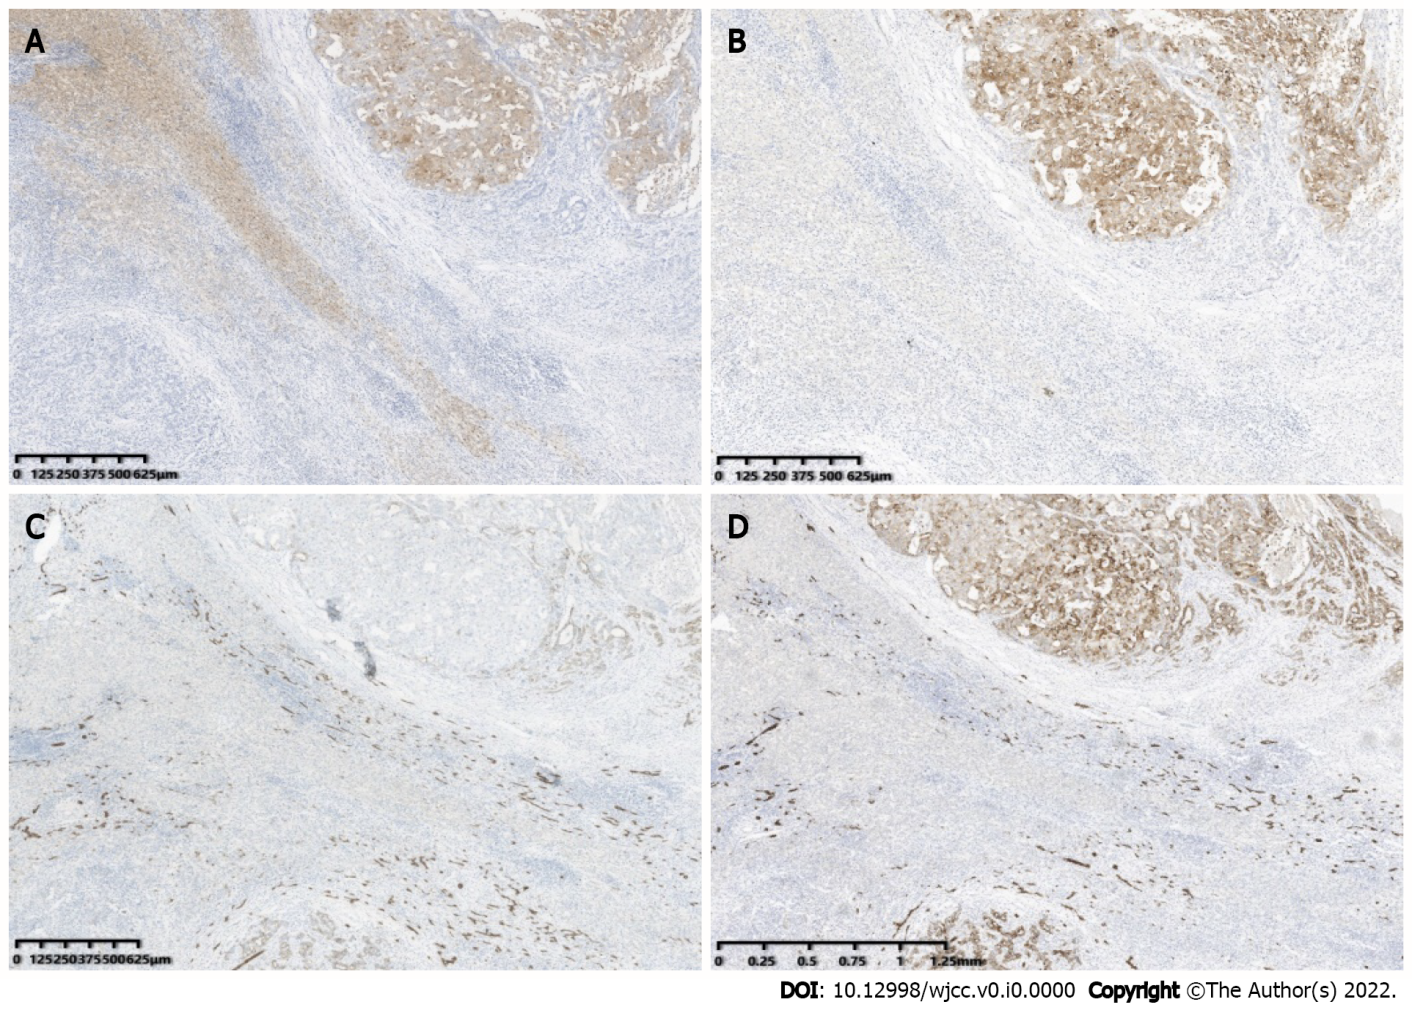 A
B
0 125 250 375 500 625μm
0 125 250 375 500 625μm
C
D
0 125250375500625μm
0 0.25 0.5 0.75 1 1.25mm
DOI: 10.12998/wjcc.v0.i0.0000 Copyright ©The Author(s) 2022.